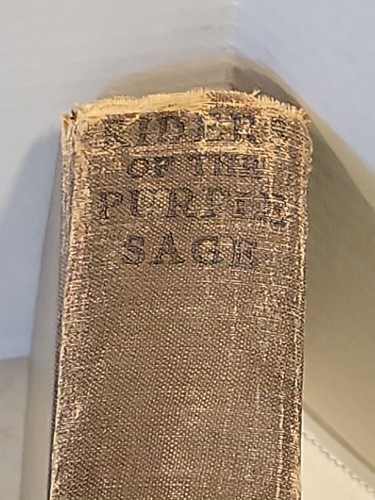 RIDERS
OF THE
PURPLE
SAGE